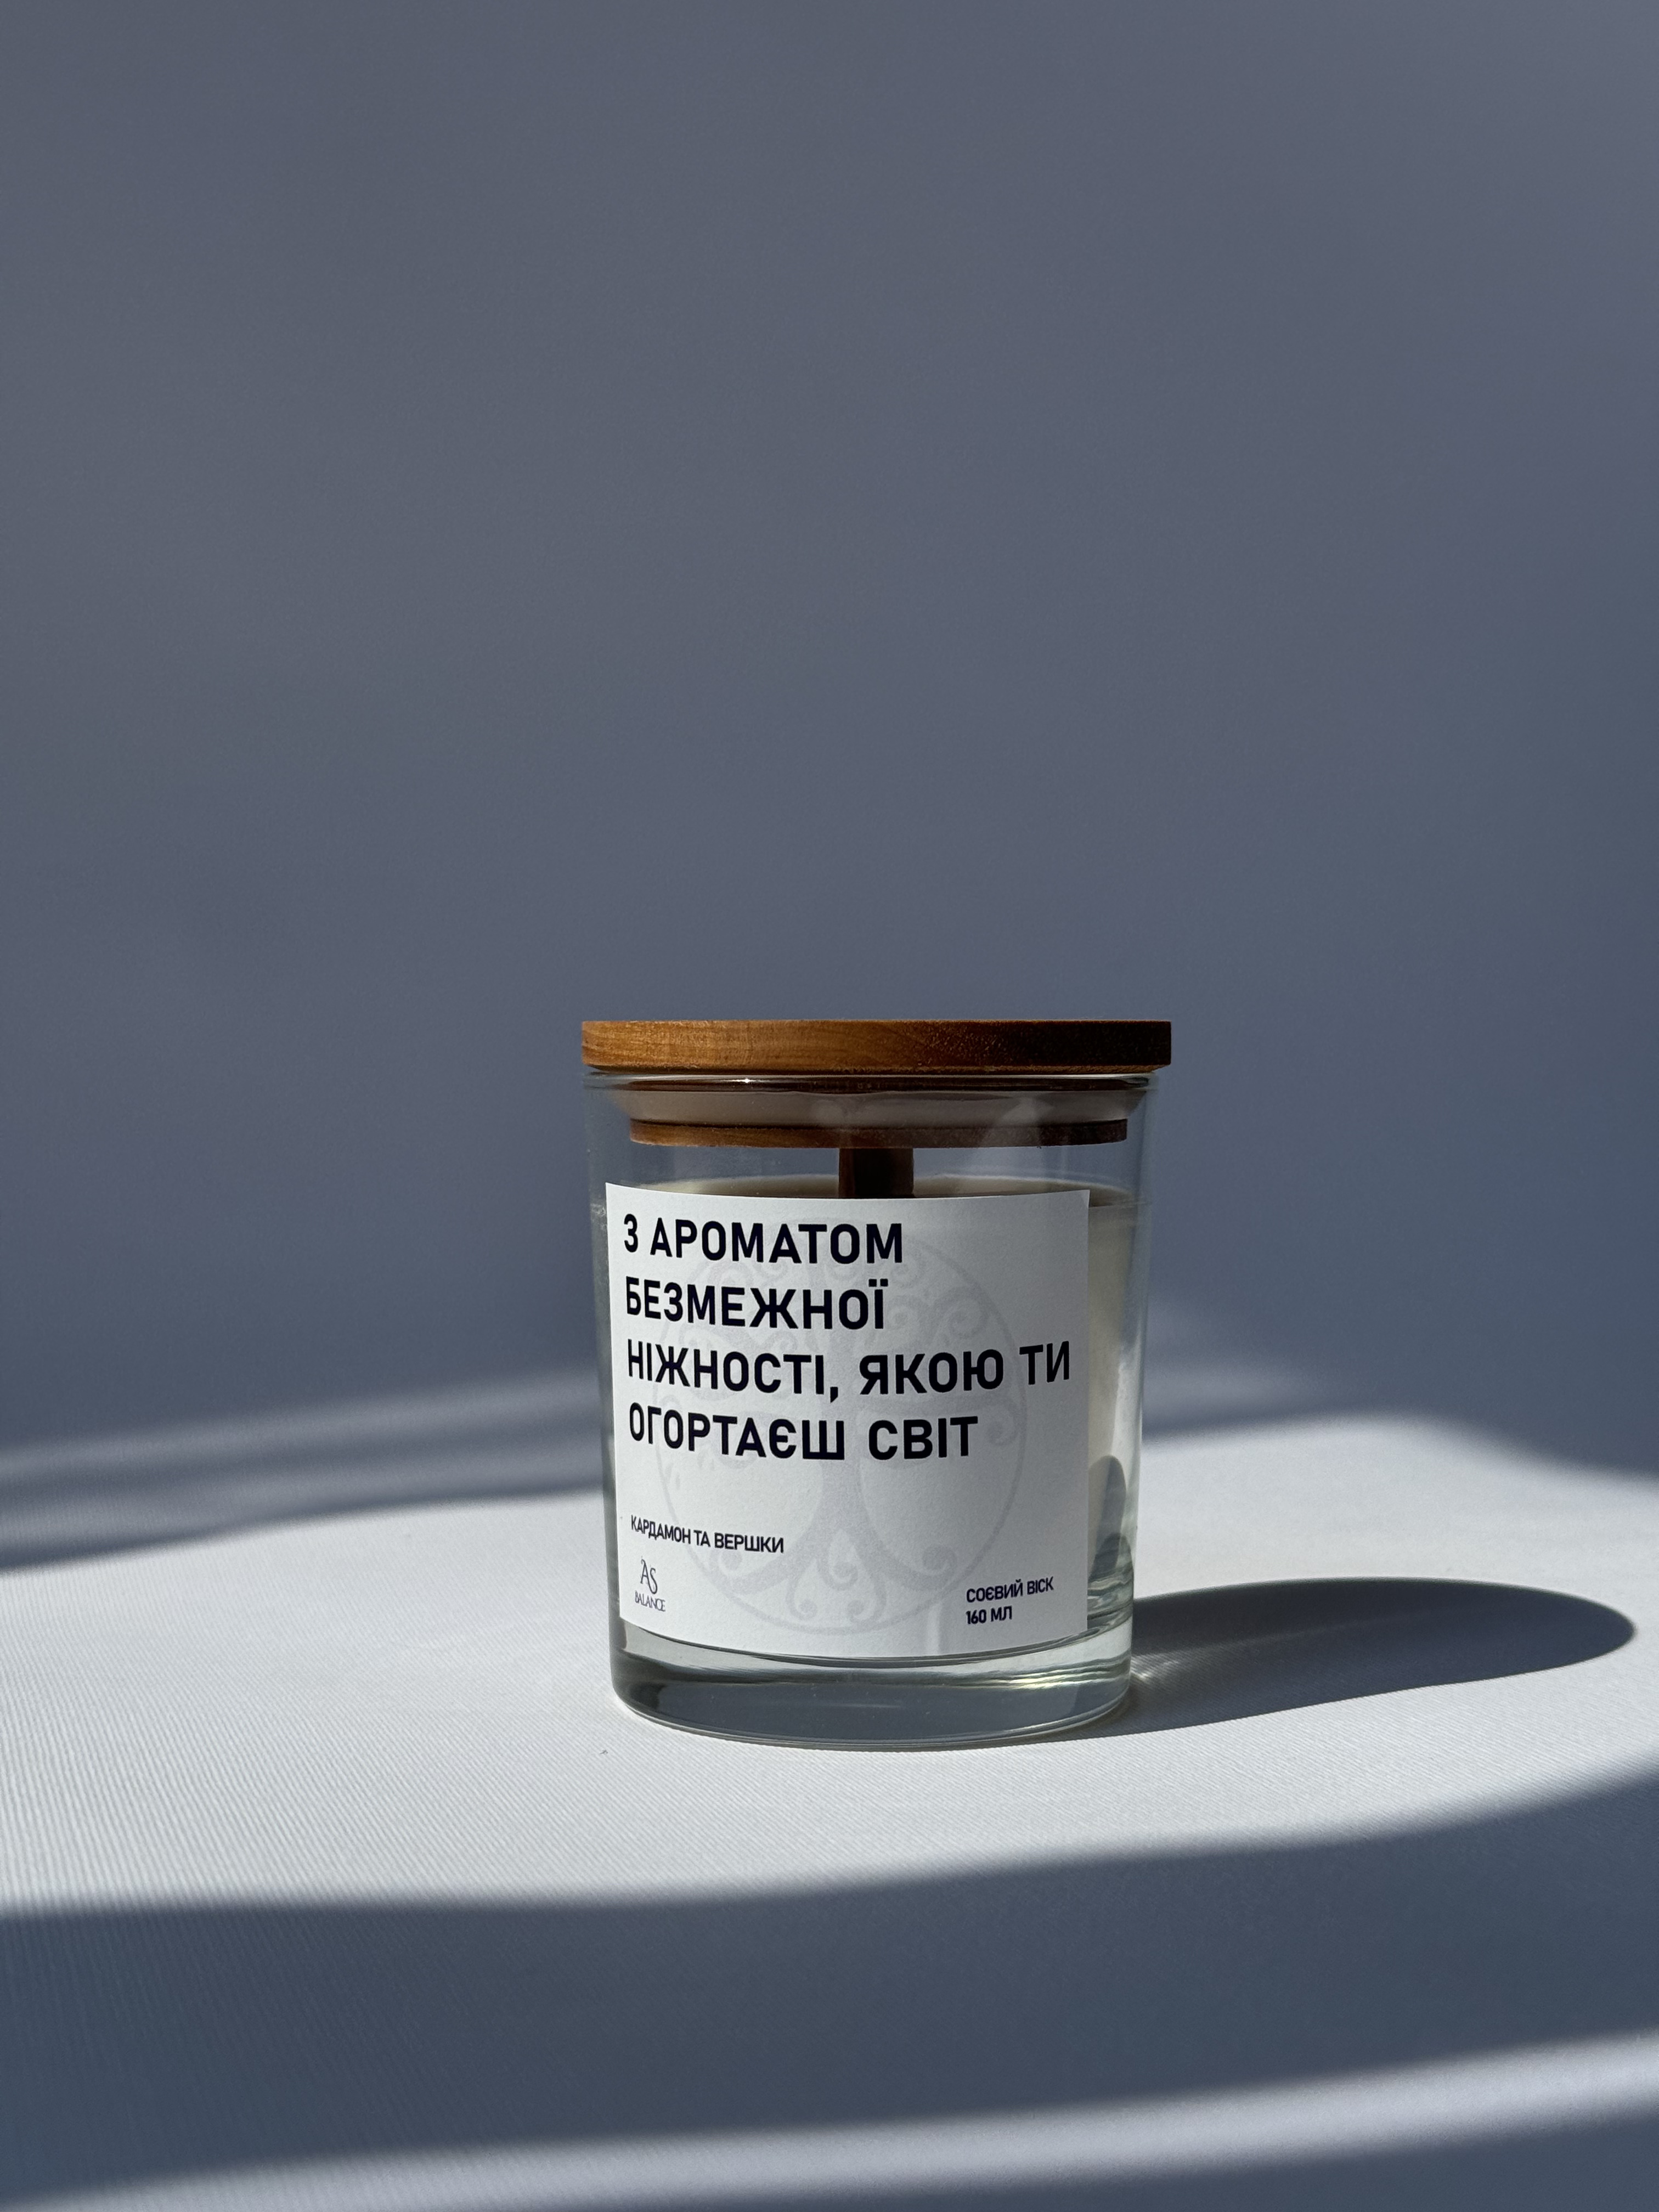 З АРОМАТОМ
БЕЗМЕЖНОЇ
НІЖНОСТІ, ЯКОЮ ТИ
ОГОРТАЄШ СВІТ
КАРДАМОН ТА ВЕРШКИ
AS
BALANCE
СОЄВИЙ ВІСК
160 МЛ